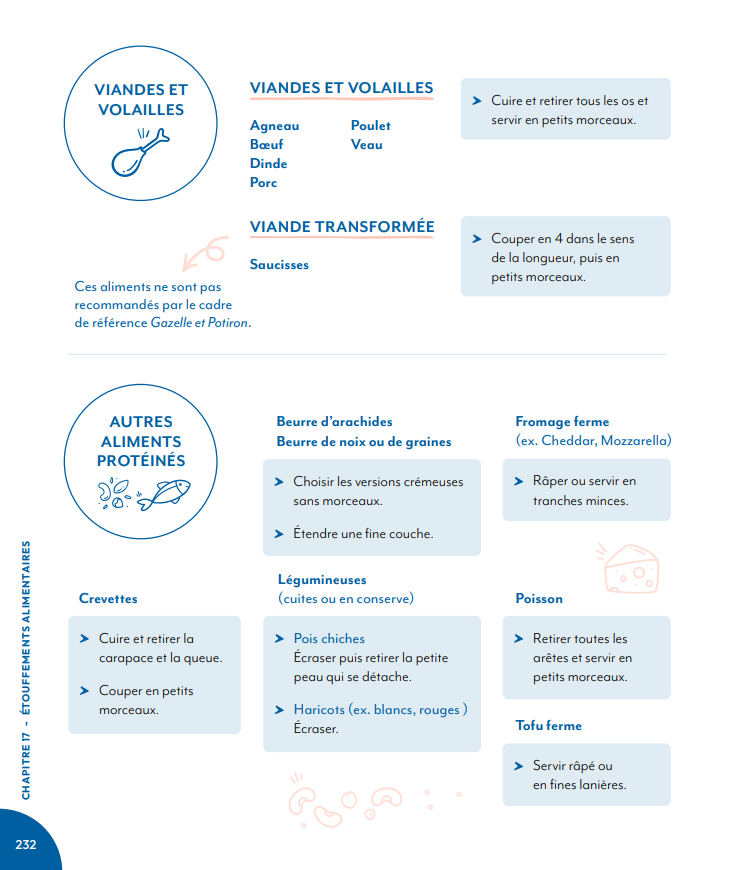 VIANDES ET
VOLAILLES
VIANDES ET VOLAILLES
Agneau
Bœuf
Dinde
Porc
Poulet
Veau
➤ Cuire et retirer tous les os et
servir en petits morceaux.
VIANDE TRANSFORMÉE
Saucisses
➤ Couper en 4 dans le sens
de la longueur, puis en
petits morceaux.
Ces aliments ne sont pas
recommandés par le cadre
de référence Gazelle et Potiron.
AUTRES
ALIMENTS
PROTÉINÉS
Beurre d’arachides
Beurre de noix ou de graines
➤ Choisir les versions crémeuses
sans morceaux.
➤ Étendre une fine couche.
Fromage ferme
(ex. Cheddar, Mozzarella)
➤ Râper ou servir en
tranches minces.
Crevettes
➤ Cuire et retirer la
carapace et la queue.
➤ Couper en petits
morceaux.
Légumineuses
(cuites ou en conserve)
➤ Pois chiches
Écraser puis retirer la petite
peau qui se détache.
➤ Haricots (ex. blancs, rouges )
Écraser.
Poisson
➤ Retirer toutes les
arêtes et servir en
petits morceaux.
Tofu ferme
➤ Servir râpé ou
en fines lanières.
CHAPITRE 17 - ÉTOUFFEMENTS ALIMENTAIRES
232